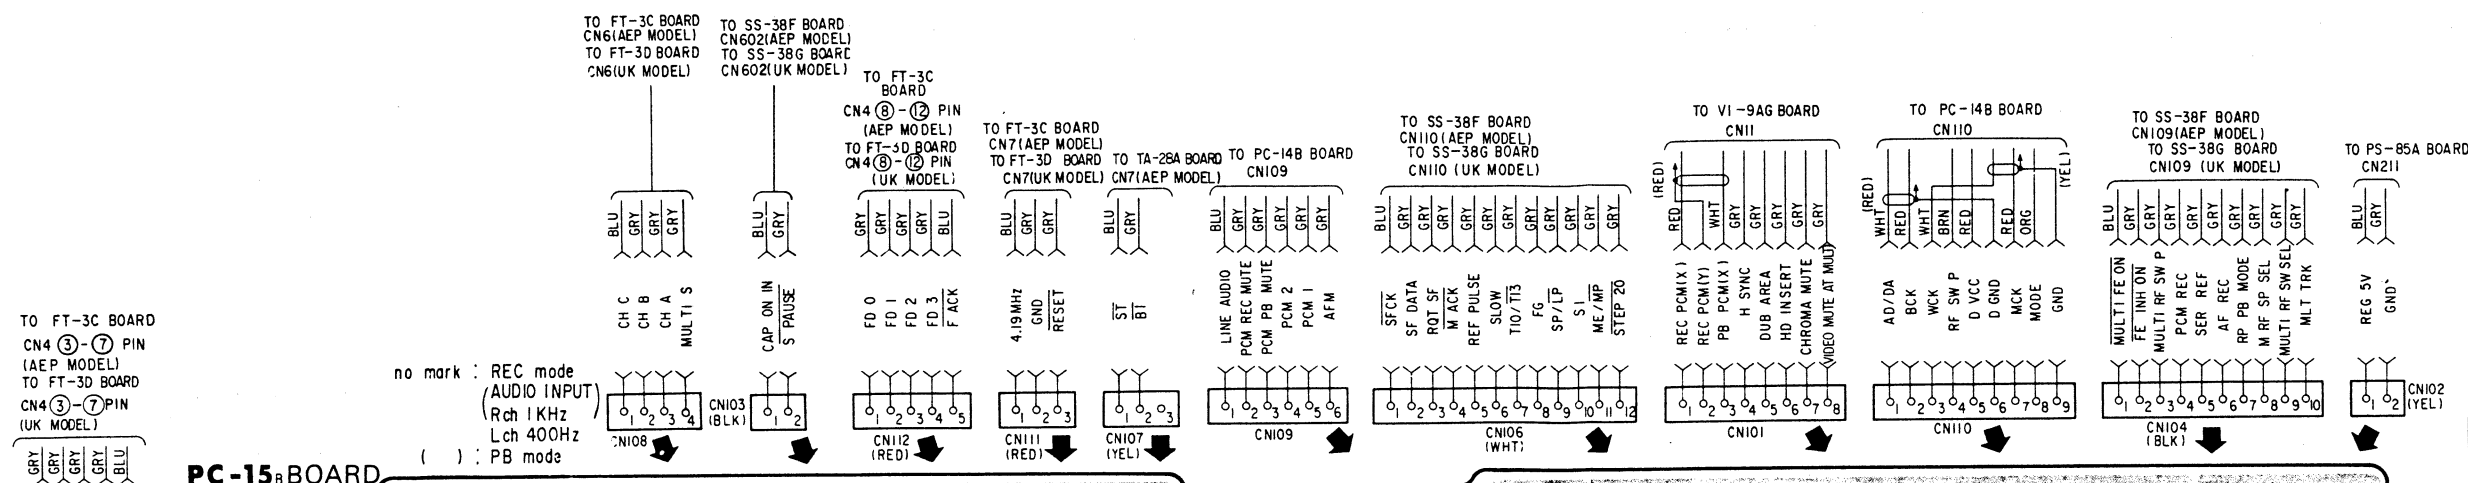 TO FT-3C BOARD
CN6(AEP MODEL)
TO FT-3D BOARD
CN6(UK MODEL)
TO SS-38F BOARD
CN602(AEP MODEL)
TO SS-38G BOARD
CN602(UK MODEL)
TO FT-3C
BOARD
CN4 ⑧-⑫ PIN
(AEP MODEL)
TO FT-3D BOARD
CN4 ⑧-⑫ PIN
(UK MODEL)
TO FT-3C BOARD
CN7(AEP MODEL)
TO FT-3D BOARD
CN7(UK MODEL)
TO TA-28A BOARD
CN7(AEP MODEL)
TO PC-14B BOARD
CN109
TO SS-38F BOARD
CN110(AEP MODEL)
TO SS-38G BOARD
CN110 (UK MODEL)
TO VI-9AG BOARD
CN11
TO PC-14B BOARD
CN110
TO SS-38F BOARD
CN109(AEP MODEL)
TO SS-38G BOARD
CN109 (UK MODEL)
TO PS-85A BOARD
CN211
BLU GRY GRY GRY
BLU GRY
GRY GRY GRY GRY BLU
BLU GRY GRY
BLU GRY
BLU GRY GRY GRY GRY GRY
BLU GRY GRY GRY GRY GRY GRY GRY GRY GRY GRY GRY
(RED)
RED WHT GRY GRY GRY GRY GRY
(RED)
WHT RED WHT BRN RED RED ORG
(YEL)
BLU GRY GRY GRY GRY GRY GRY GRY GRY GRY
BLU GRY
CH C
CH B
CH A
MULTI S
CAP ON IN
S PAUSE
FD 0
FD 1
FD 2
FD 3
F ACK
4.19MHz
GND
RESET
ST
B1
LINE AUDIO
PCM REC MUTE
PCM PB MUTE
PCM 2
PCM 1
AFM
SFCK
SF DATA
RQT SF
M ACK
REF PULSE
SLOW
T10/T13
FG
SP/LP
S1
ME/MP
STEP 20
REC PCM(X)
REC PCM(Y)
PB PCM(X)
H SYNC
DUB AREA
HD INSERT
CHROMA MUTE
VIDEO MUTE AT MULTI
AD/DA
BCK
WCK
RF SW P
D VCC
D GND
MCK
MODE
GND
MULTI FE ON
FE INH ON
MULTI RF SW P
PCM REC
SER REF
AF REC
RP PB MODE
M RF SP SEL
MULTI RF SW SEL
MLT TRK
REG 5V
GND
1 2 3 4
CN108
CN103
(BLK)
1 2
1 2 3 4 5
CN112
(RED)
1 2 3
CN111
(RED)
1 2 3
CN107
(YEL)
1 2 3 4 5 6
CN109
1 2 3 4 5 6 7 8 9 10 11 12
CN106
(WHT)
1 2 3 4 5 6 7 8
CN101
1 2 3 4 5 6 7 8 9
CN110
1 2 3 4 5 6 7 8 9 10
CN104
(BLK)
1 2
CN102
(YEL)
TO FT-3C BOARD
CN4 ③-⑦ PIN
(AEP MODEL)
TO FT-3D BOARD
CN4 ③-⑦ PIN
(UK MODEL)
GRY GRY GRY GRY BLU
no mark : REC mode
(AUDIO INPUT)
Rch 1KHz
Lch 400Hz
( ) : PB mode
PC-15B BOARD